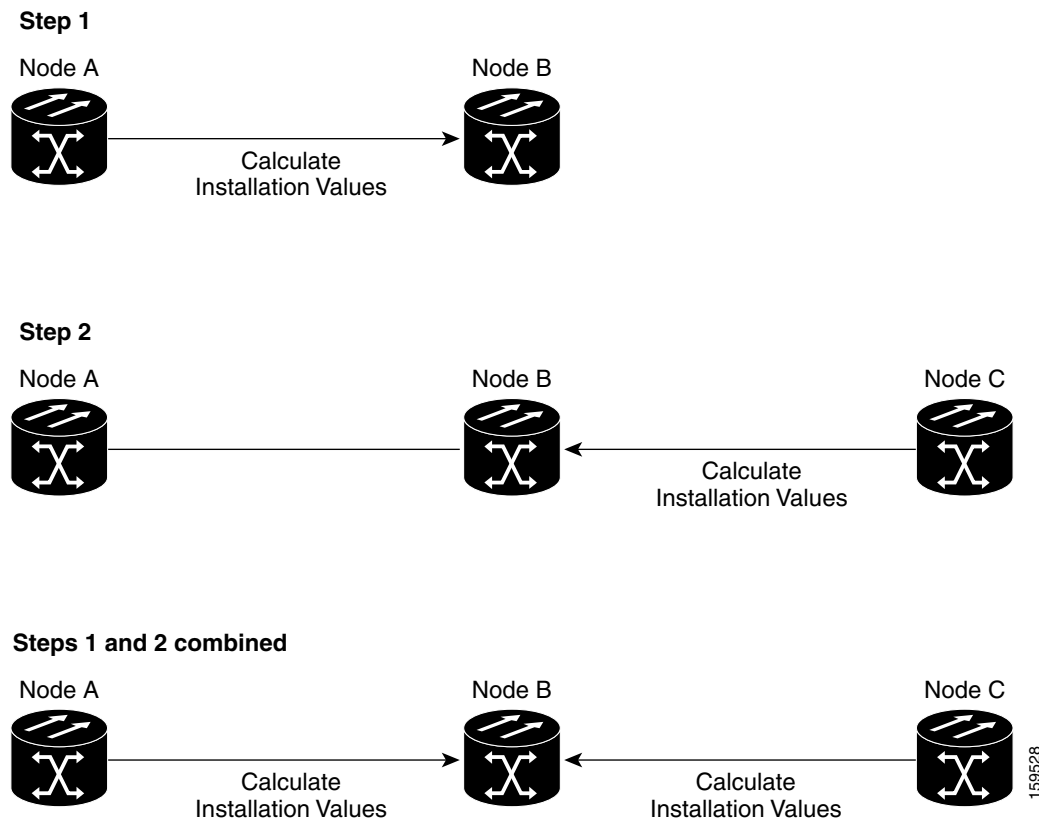 Step 1
Node A
Node B
Calculate
Installation Values
Step 2
Node A
Node B
Node C
Calculate
Installation Values
Steps 1 and 2 combined
Node A
Node B
Node C
Calculate
Installation Values
Calculate
Installation Values
159528